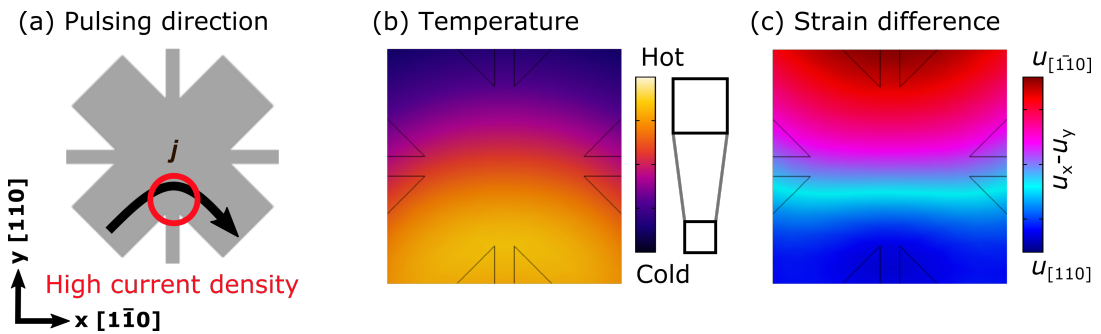 (a) Pulsing direction
j
High current density
y [110]
x [11̄0]
(b) Temperature
Hot
Cold
(c) Strain difference
u[11̄0]
ux-uy
u[110]